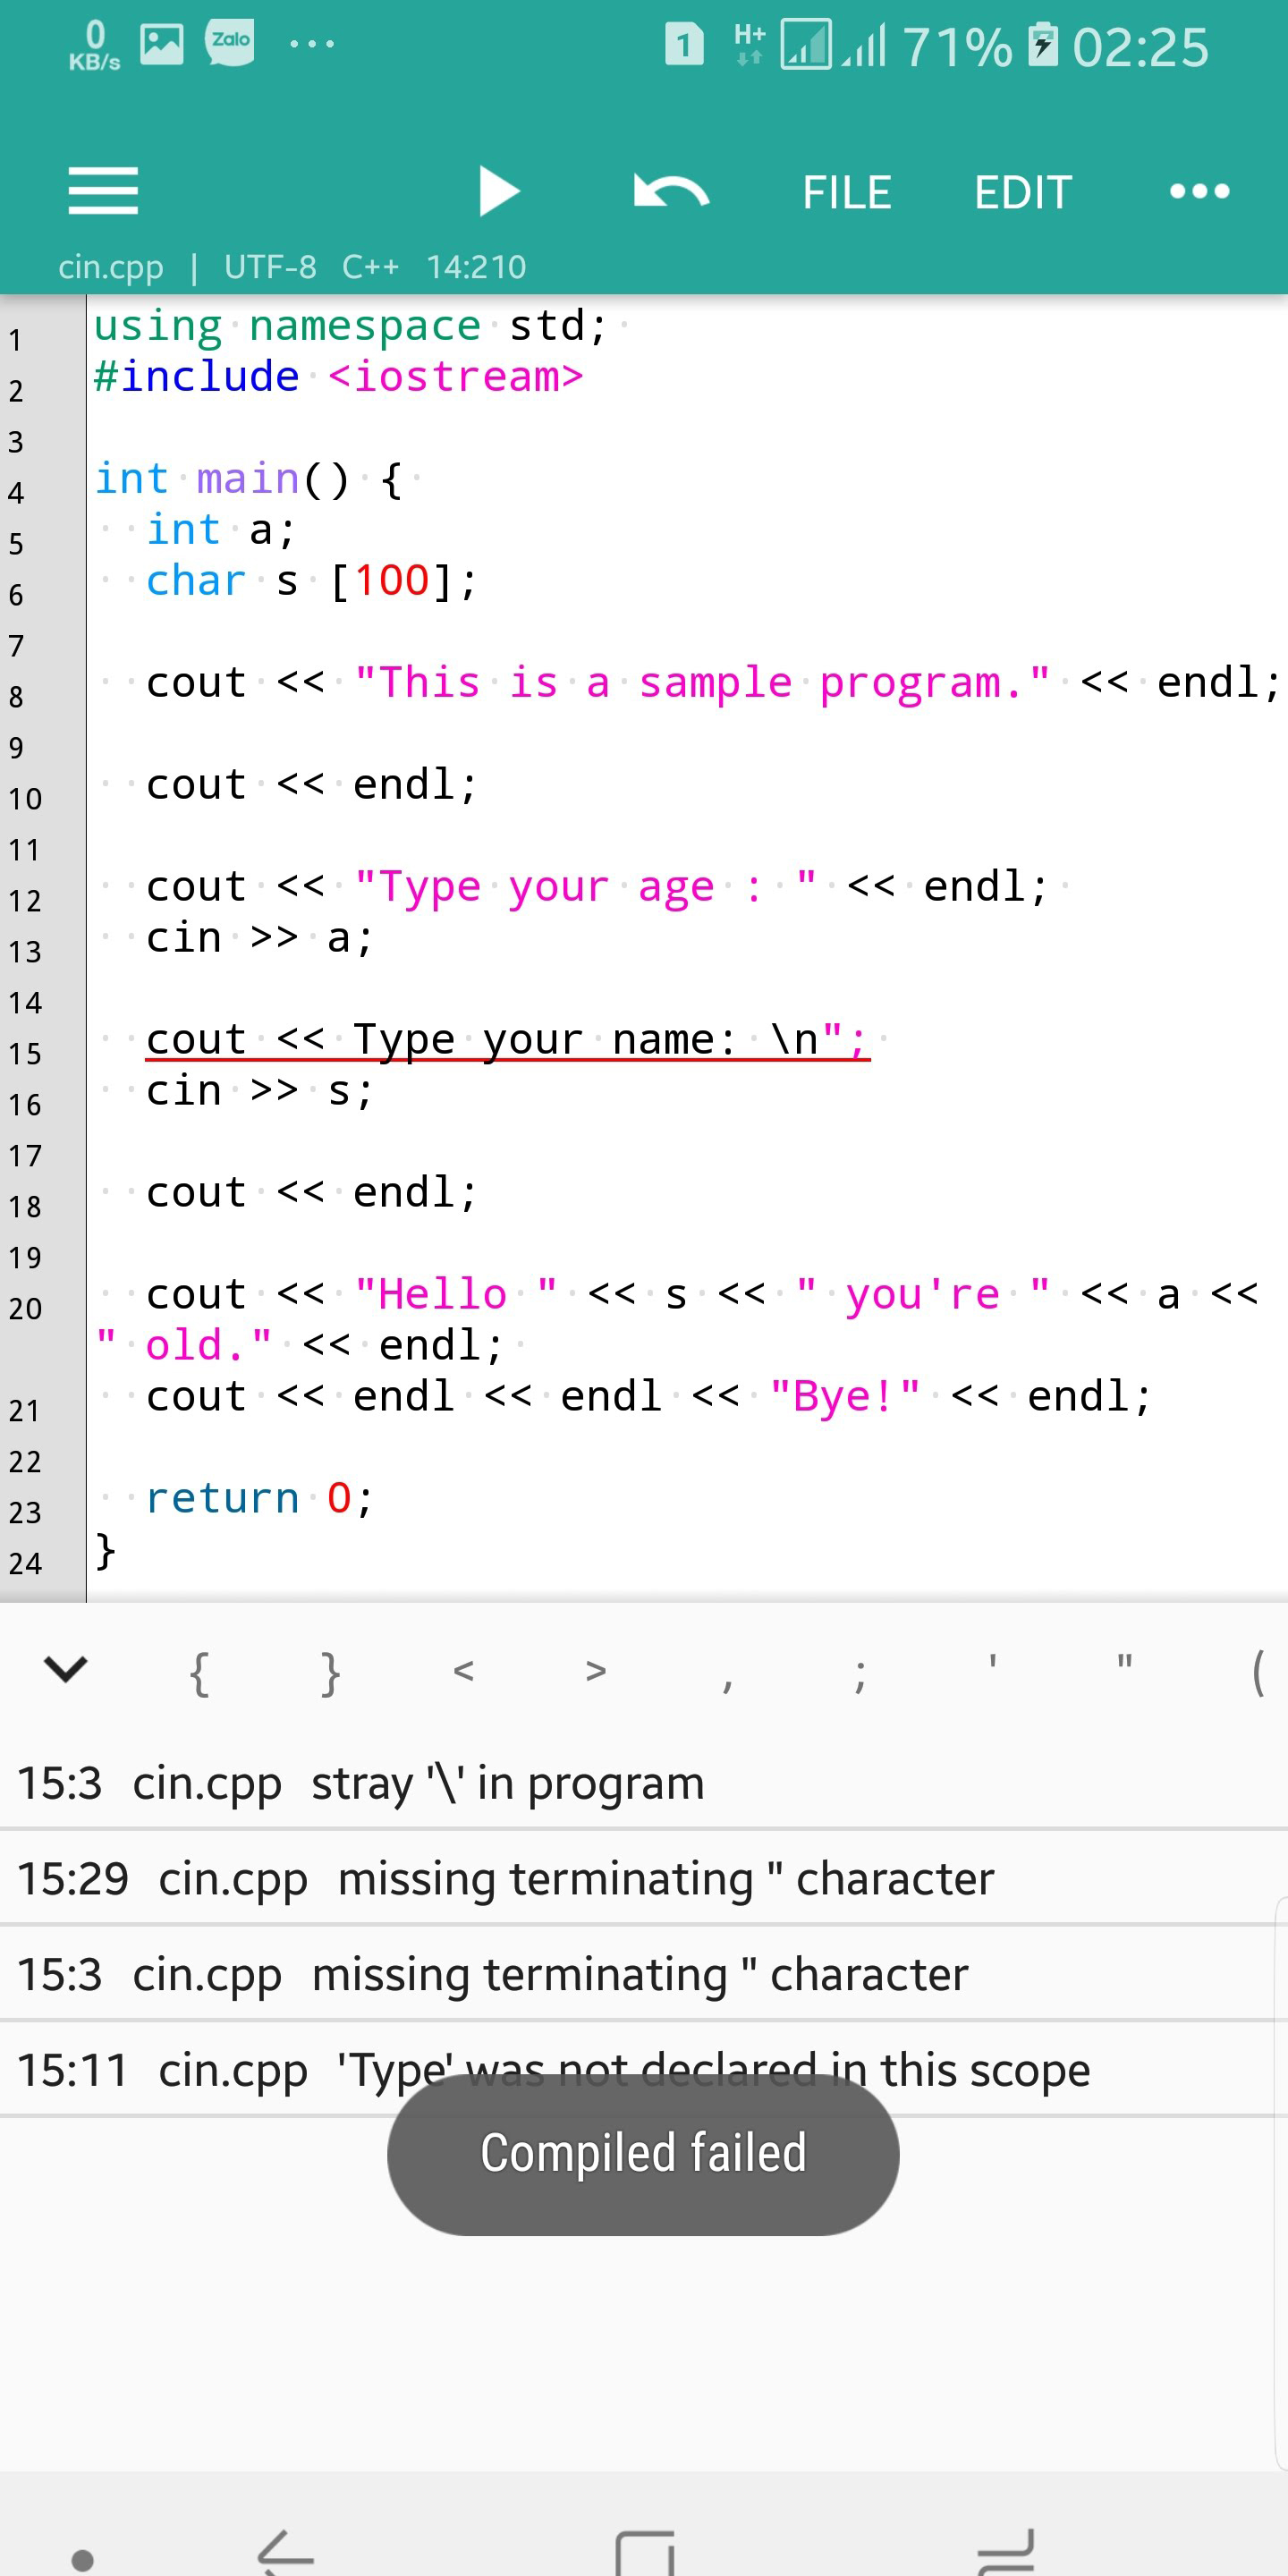 0
KB/s
Zalo
1
H+
71%
02:25
FILE EDIT
cin.cpp | UTF-8 C++ 14:210
1 using namespace std;
2 #include <iostream>
3
4 int main() {
5   int a;
6   char s [100];
7
8   cout << "This is a sample program." << endl;
9
10   cout << endl;
11
12   cout << "Type your age : " << endl;
13   cin >> a;
14
15   cout << Type your name: \n";
16   cin >> s;
17
18   cout << endl;
19
20   cout << "Hello " << s << " you're " << a <<
" old." << endl;
21   cout << endl << endl << "Bye!" << endl;
22
23   return 0;
24 }
{ } < > , ; ' " (
15:3 cin.cpp stray '\' in program
15:29 cin.cpp missing terminating " character
15:3 cin.cpp missing terminating " character
15:11 cin.cpp 'Type' was not declared in this scope
Compiled failed